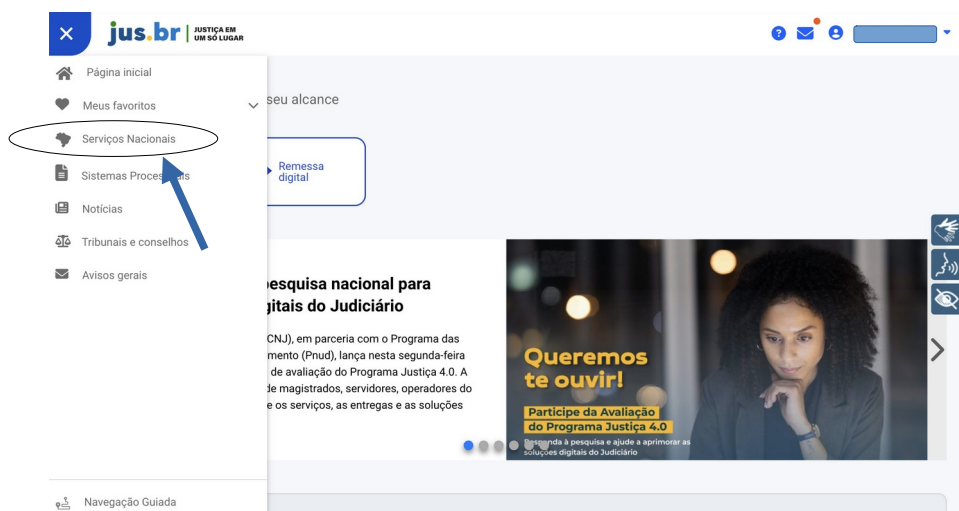 jus.br JUSTIÇA EM
UM SÓ LUGAR
Página inicial
Meus favoritos
Serviços Nacionais
Sistemas Processuais
Notícias
Tribunais e conselhos
Avisos gerais
Navegação Guiada
seu alcance
Remessa
digital
pesquisa nacional para
gitais do Judiciário
CNJ), em parceria com o Programa das
mento (Pnud), lança nesta segunda-feira
de avaliação do Programa Justiça 4.0. A
de magistrados, servidores, operadores do
e os serviços, as entregas e as soluções
Queremos
te ouvir!
Participe da Avaliação
do Programa Justiça 4.0
Responda à pesquisa e ajude a aprimorar as
soluções digitais do Judiciário